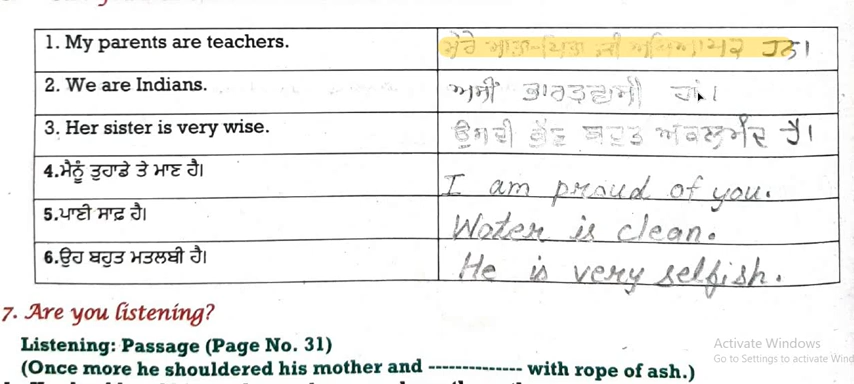 1. My parents are teachers. ਮੇਰੇ ਮਾਤਾ-ਪਿਤਾ ਜੀ ਅਧਿਆਪਕ ਹਨ।
2. We are Indians. ਅਸੀਂ ਭਾਰਤਵਾਸੀ ਹਾਂ।
3. Her sister is very wise. ਉਸਦੀ ਭੈਣ ਬਹੁਤ ਅਕਲਮੰਦ ਹੈ।
4.ਮੈਨੂੰ ਤੁਹਾਡੇ ਤੇ ਮਾਣ ਹੈ। I am proud of you.
5.ਪਾਣੀ ਸਾਫ਼ ਹੈ। Water is clean.
6.ਉਹ ਬਹੁਤ ਮਤਲਬੀ ਹੈ। He is very selfish.
7. Are you listening?
Listening: Passage (Page No. 31)
(Once more he shouldered his mother and -------------- with rope of ash.)
Activate Windows
Go to Settings to activate Wind